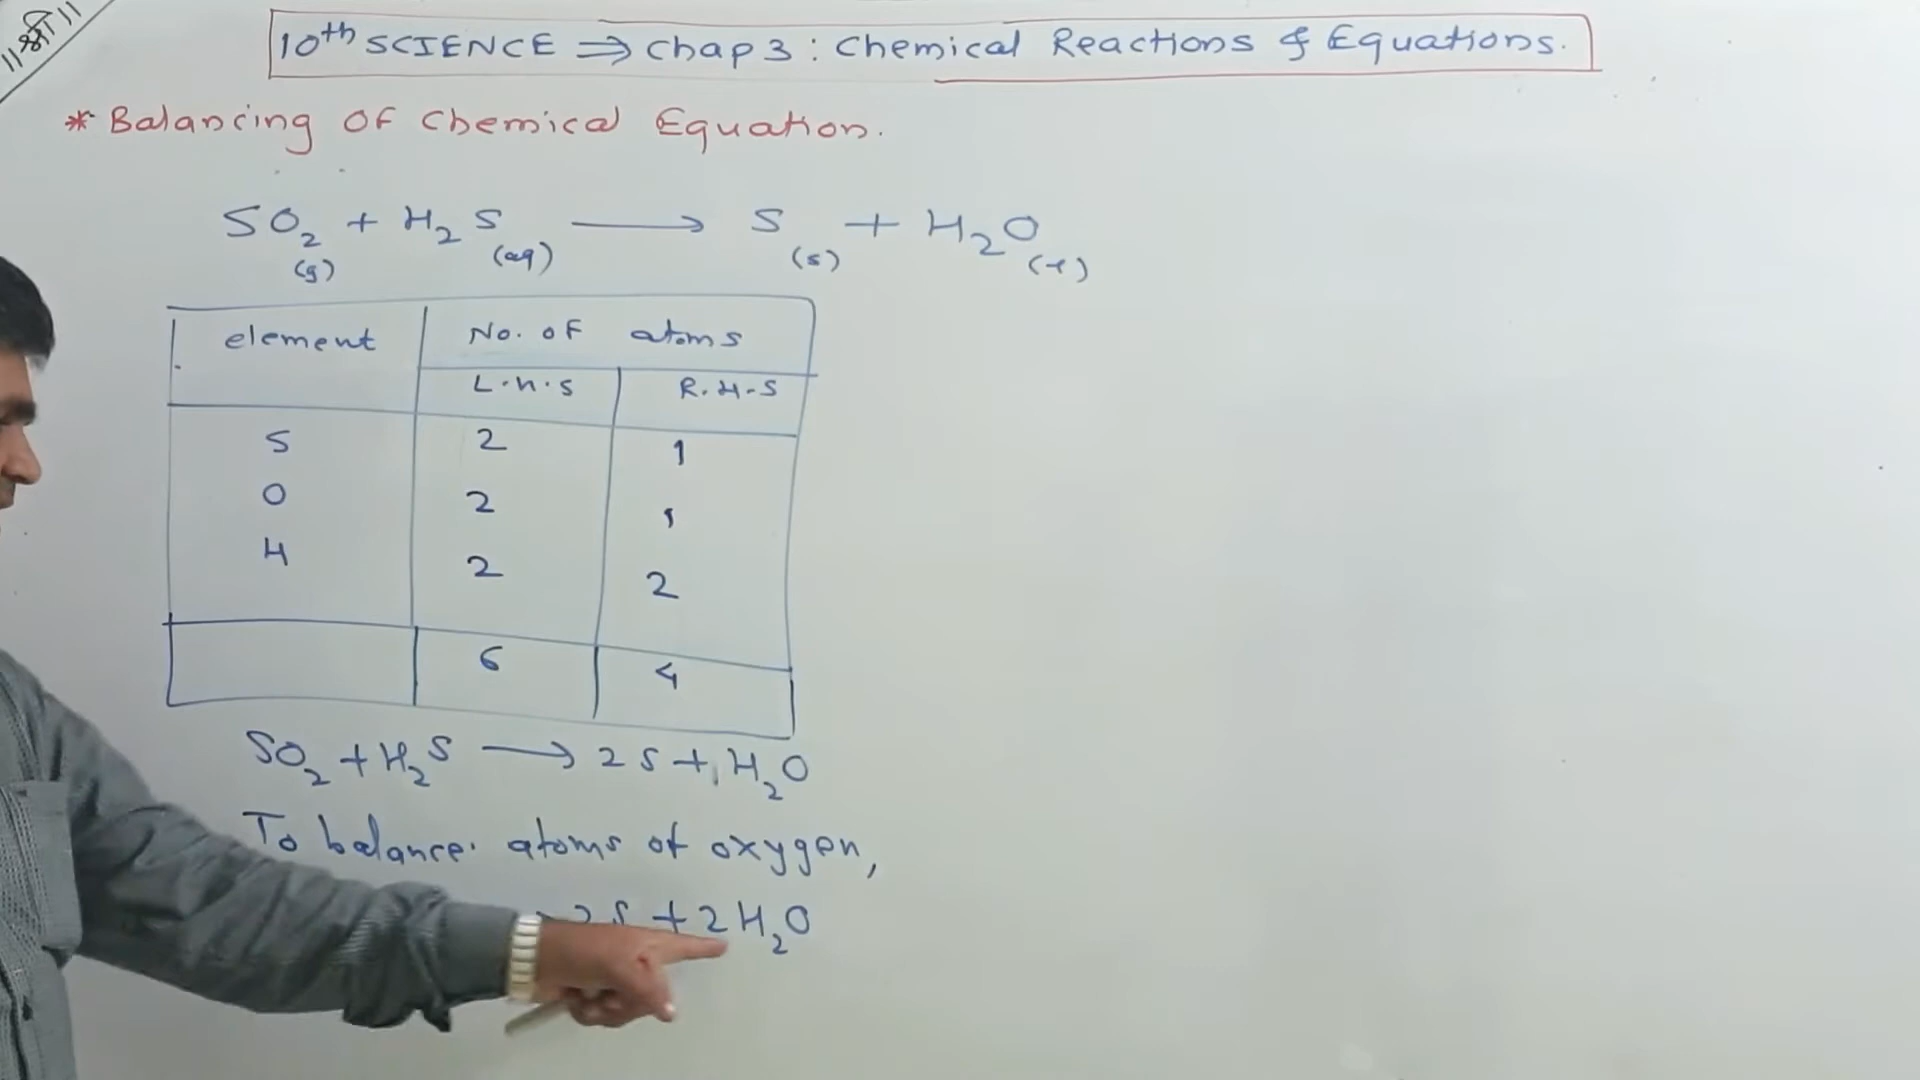 ॥श्री॥
10th SCIENCE ⇒ Chap 3 : Chemical Reactions & Equations.
* Balancing OF Chemical Equation.
SO₂ + H₂S ⟶ S + H₂O
(g) (aq) (s) (l)
element No. OF atoms
L.H.S R.H.S
S 2 1
O 2 1
H 2 2
6 4
SO₂ + H₂S ⟶ 2S + H₂O
To balance atoms of oxygen,
2S + 2H₂O